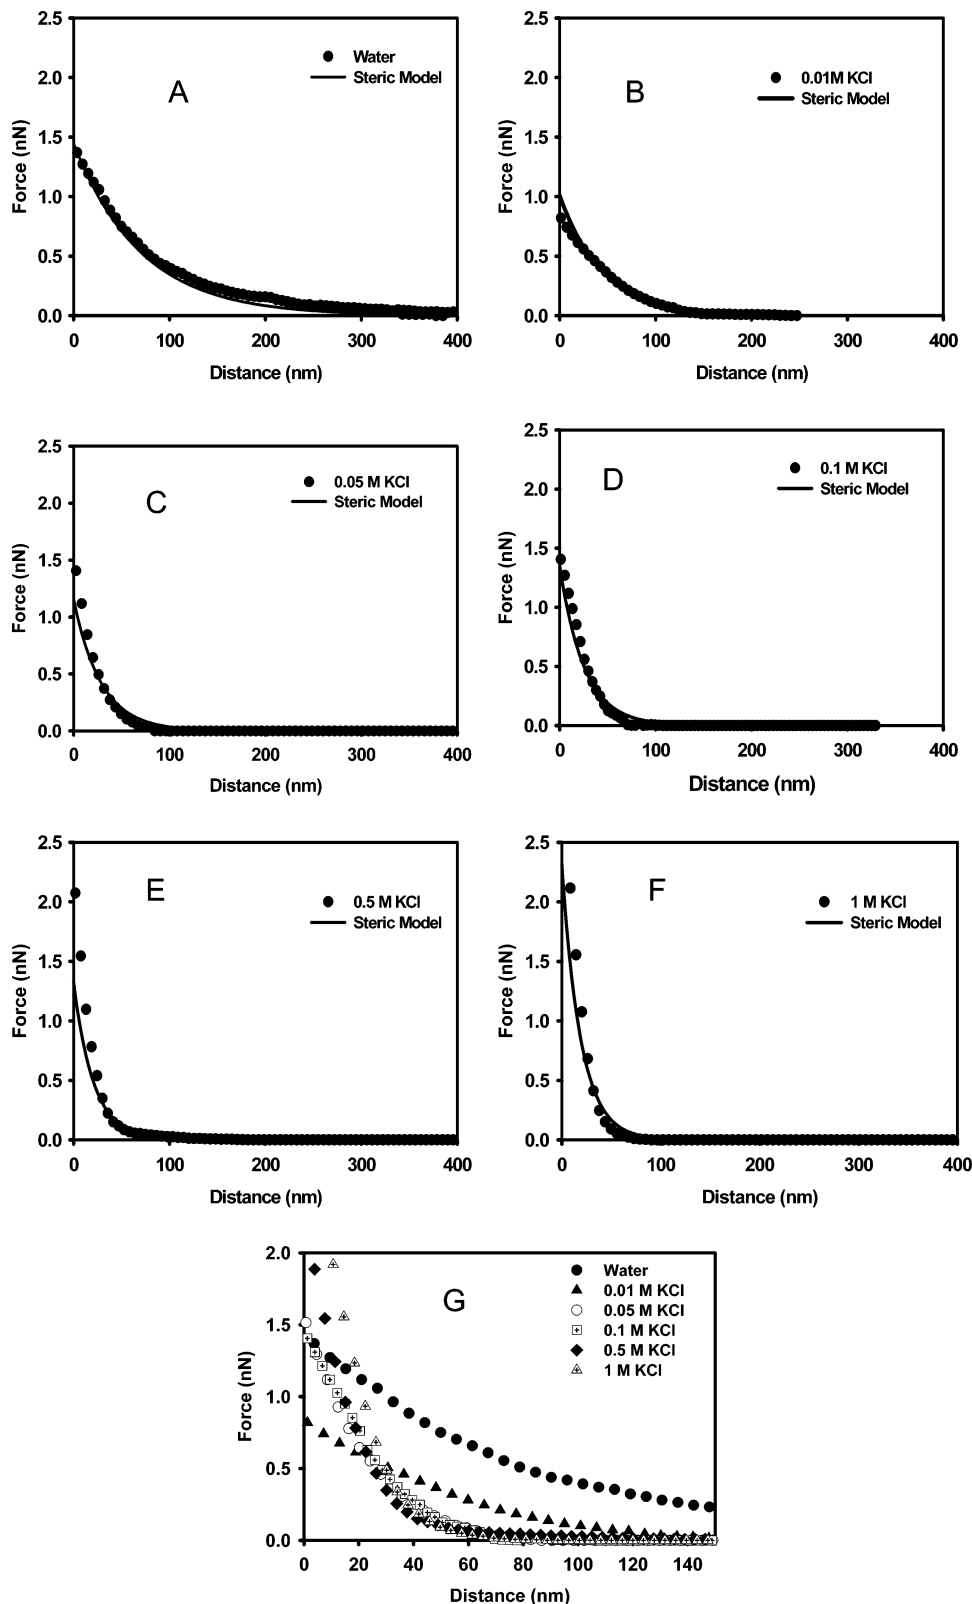 A
Water
Steric Model
Force (nN)
2.5
2.0
1.5
1.0
0.5
0.0
0 100 200 300 400
Distance (nm)
B
0.01M KCl
Steric Model
Force (nN)
2.5
2.0
1.5
1.0
0.5
0.0
0 100 200 300 400
Distance (nm)
C
0.05 M KCl
Steric Model
Force (nN)
2.5
2.0
1.5
1.0
0.5
0.0
0 100 200 300 400
Distance (nm)
D
0.1 M KCl
Steric Model
Force (nN)
2.5
2.0
1.5
1.0
0.5
0.0
0 100 200 300 400
Distance (nm)
E
0.5 M KCl
Steric Model
Force (nN)
2.5
2.0
1.5
1.0
0.5
0.0
0 100 200 300 400
Distance (nm)
F
1 M KCl
Steric Model
Force (nN)
2.5
2.0
1.5
1.0
0.5
0.0
0 100 200 300 400
Distance (nm)
G
Water
0.01 M KCl
0.05 M KCl
0.1 M KCl
0.5 M KCl
1 M KCl
Force (nN)
2.0
1.5
1.0
0.5
0.0
0 20 40 60 80 100 120 140
Distance (nm)